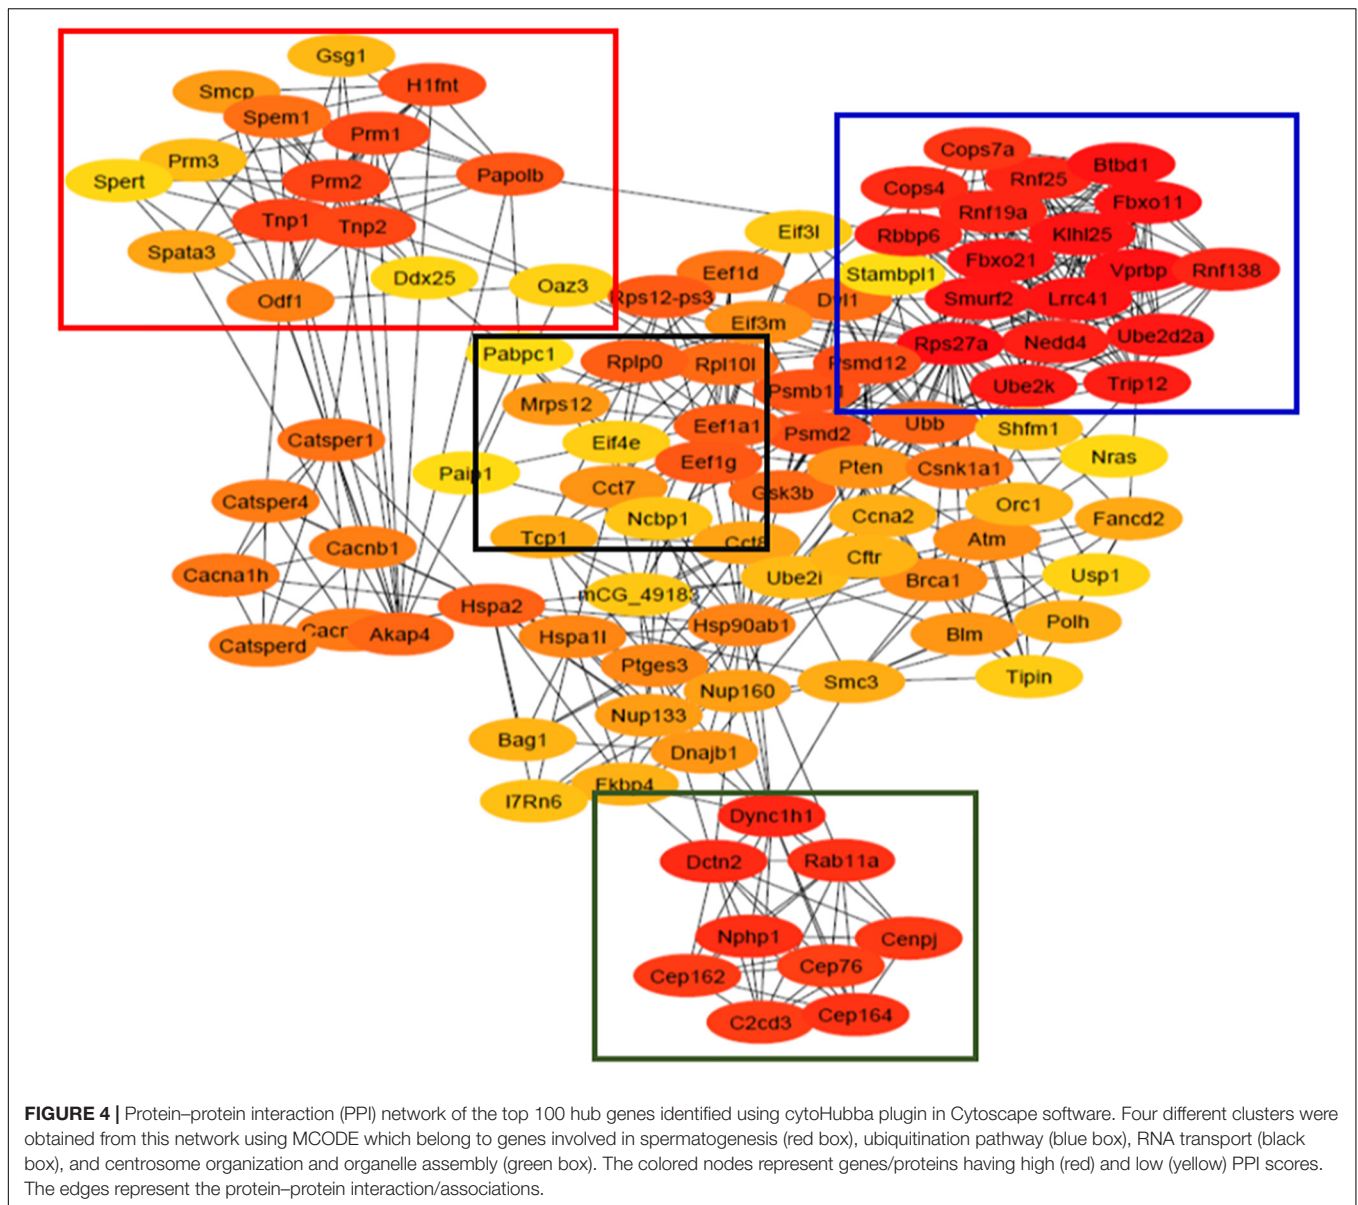 Gsg1
H1fnt
Smcp
Spem1
Prm1
Prm3
Spert
Prm2
Papolb
Tnp1
Tnp2
Spata3
Ddx25
Oaz3
Odf1
Cops7a
Btbd1
Rnf25
Cops4
Fbxo11
Rnf19a
Rbbp6
Klhl25
Fbxo21
Vprbp
Rnf138
Stambpl1
Smurf2
Lrrc41
Rps27a
Nedd4
Ube2d2a
Ube2k
Trip12
Eif3l
Eef1d
Rps12-ps3
Dvl1
Eif3m
Pabpc1
Rplp0
Rpl10l
Psmd12
Psmb11
Mrps12
Eef1a1
Psmd2
Ubb
Shfm1
Eif4e
Nras
Paip1
Eef1g
Pten
Csnk1a1
Cct7
Gsk3b
Orc1
Ncbp1
Ccna2
Fancd2
Tcp1
Cct8
Atm
Cftr
Ube2i
Brca1
Usp1
mCG_49183
Catsper1
Catsper4
Cacnb1
Cacna1h
Hspa2
Akap4
Catsperd
Hspa1l
Hsp90ab1
Blm
Polh
Ptges3
Smc3
Tipin
Nup160
Nup133
Bag1
Dnajb1
Fkbp4
I7Rn6
Dync1h1
Dctn2
Rab11a
Nphp1
Cenpj
Cep162
Cep76
C2cd3
Cep164
FIGURE 4 | Protein–protein interaction (PPI) network of the top 100 hub genes identified using cytoHubba plugin in Cytoscape software. Four different clusters were
obtained from this network using MCODE which belong to genes involved in spermatogenesis (red box), ubiquitination pathway (blue box), RNA transport (black
box), and centrosome organization and organelle assembly (green box). The colored nodes represent genes/proteins having high (red) and low (yellow) PPI scores.
The edges represent the protein–protein interaction/associations.